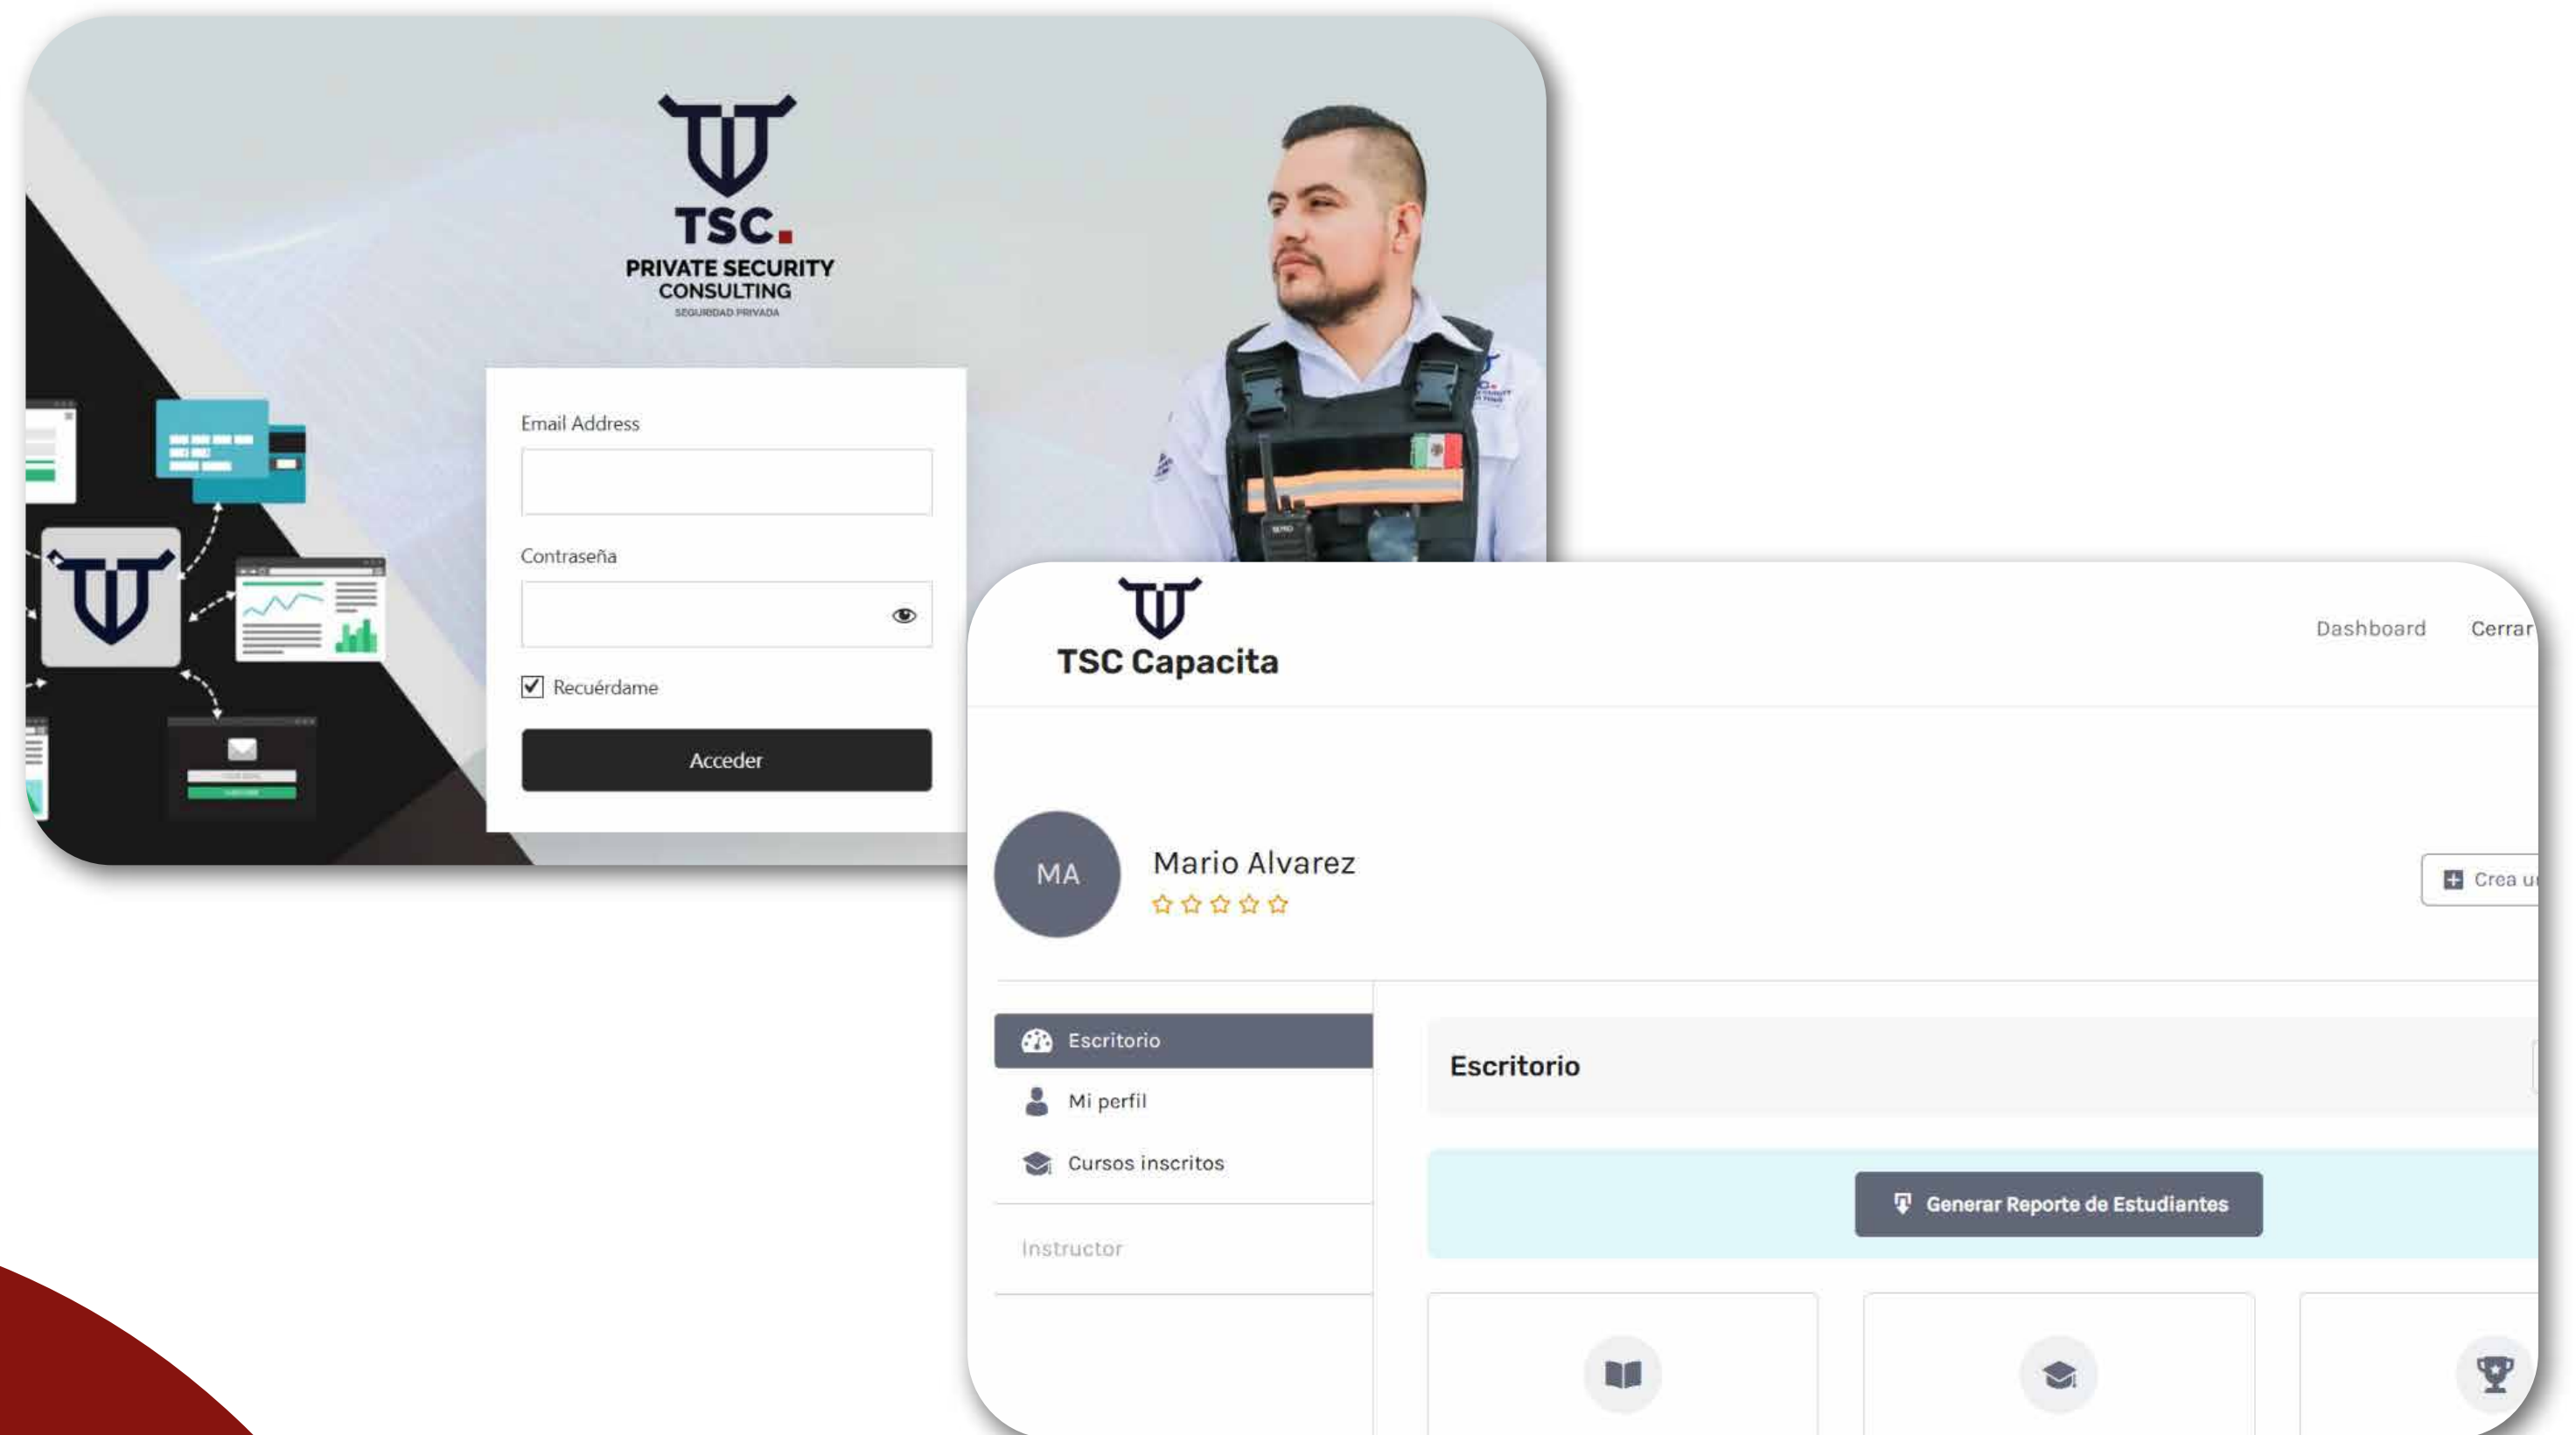 TSC.
PRIVATE SECURITY
CONSULTING
SEGURIDAD PRIVADA
Email Address
Contraseña
Recuérdame
Acceder
TSC Capacita
Dashboard Cerrar
MA
Mario Alvarez
Crea
Escritorio
Mi perfil
Cursos inscritos
Instructor
Escritorio
Generar Reporte de Estudiantes